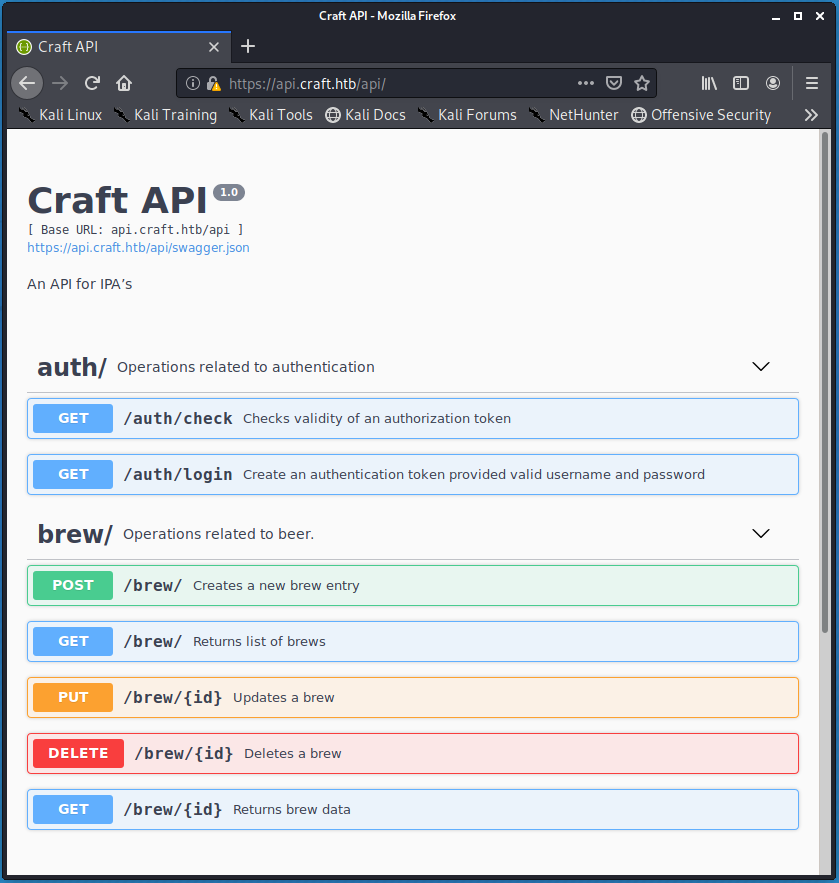 Craft API - Mozilla Firefox
Craft API
https://api.craft.htb/api/
Kali Linux Kali Training Kali Tools Kali Docs Kali Forums NetHunter Offensive Security
Craft API 1.0
[ Base URL: api.craft.htb/api ]
https://api.craft.htb/api/swagger.json
An API for IPA’s
auth/ Operations related to authentication
GET /auth/check Checks validity of an authorization token
GET /auth/login Create an authentication token provided valid username and password
brew/ Operations related to beer.
POST /brew/ Creates a new brew entry
GET /brew/ Returns list of brews
PUT /brew/{id} Updates a brew
DELETE /brew/{id} Deletes a brew
GET /brew/{id} Returns brew data